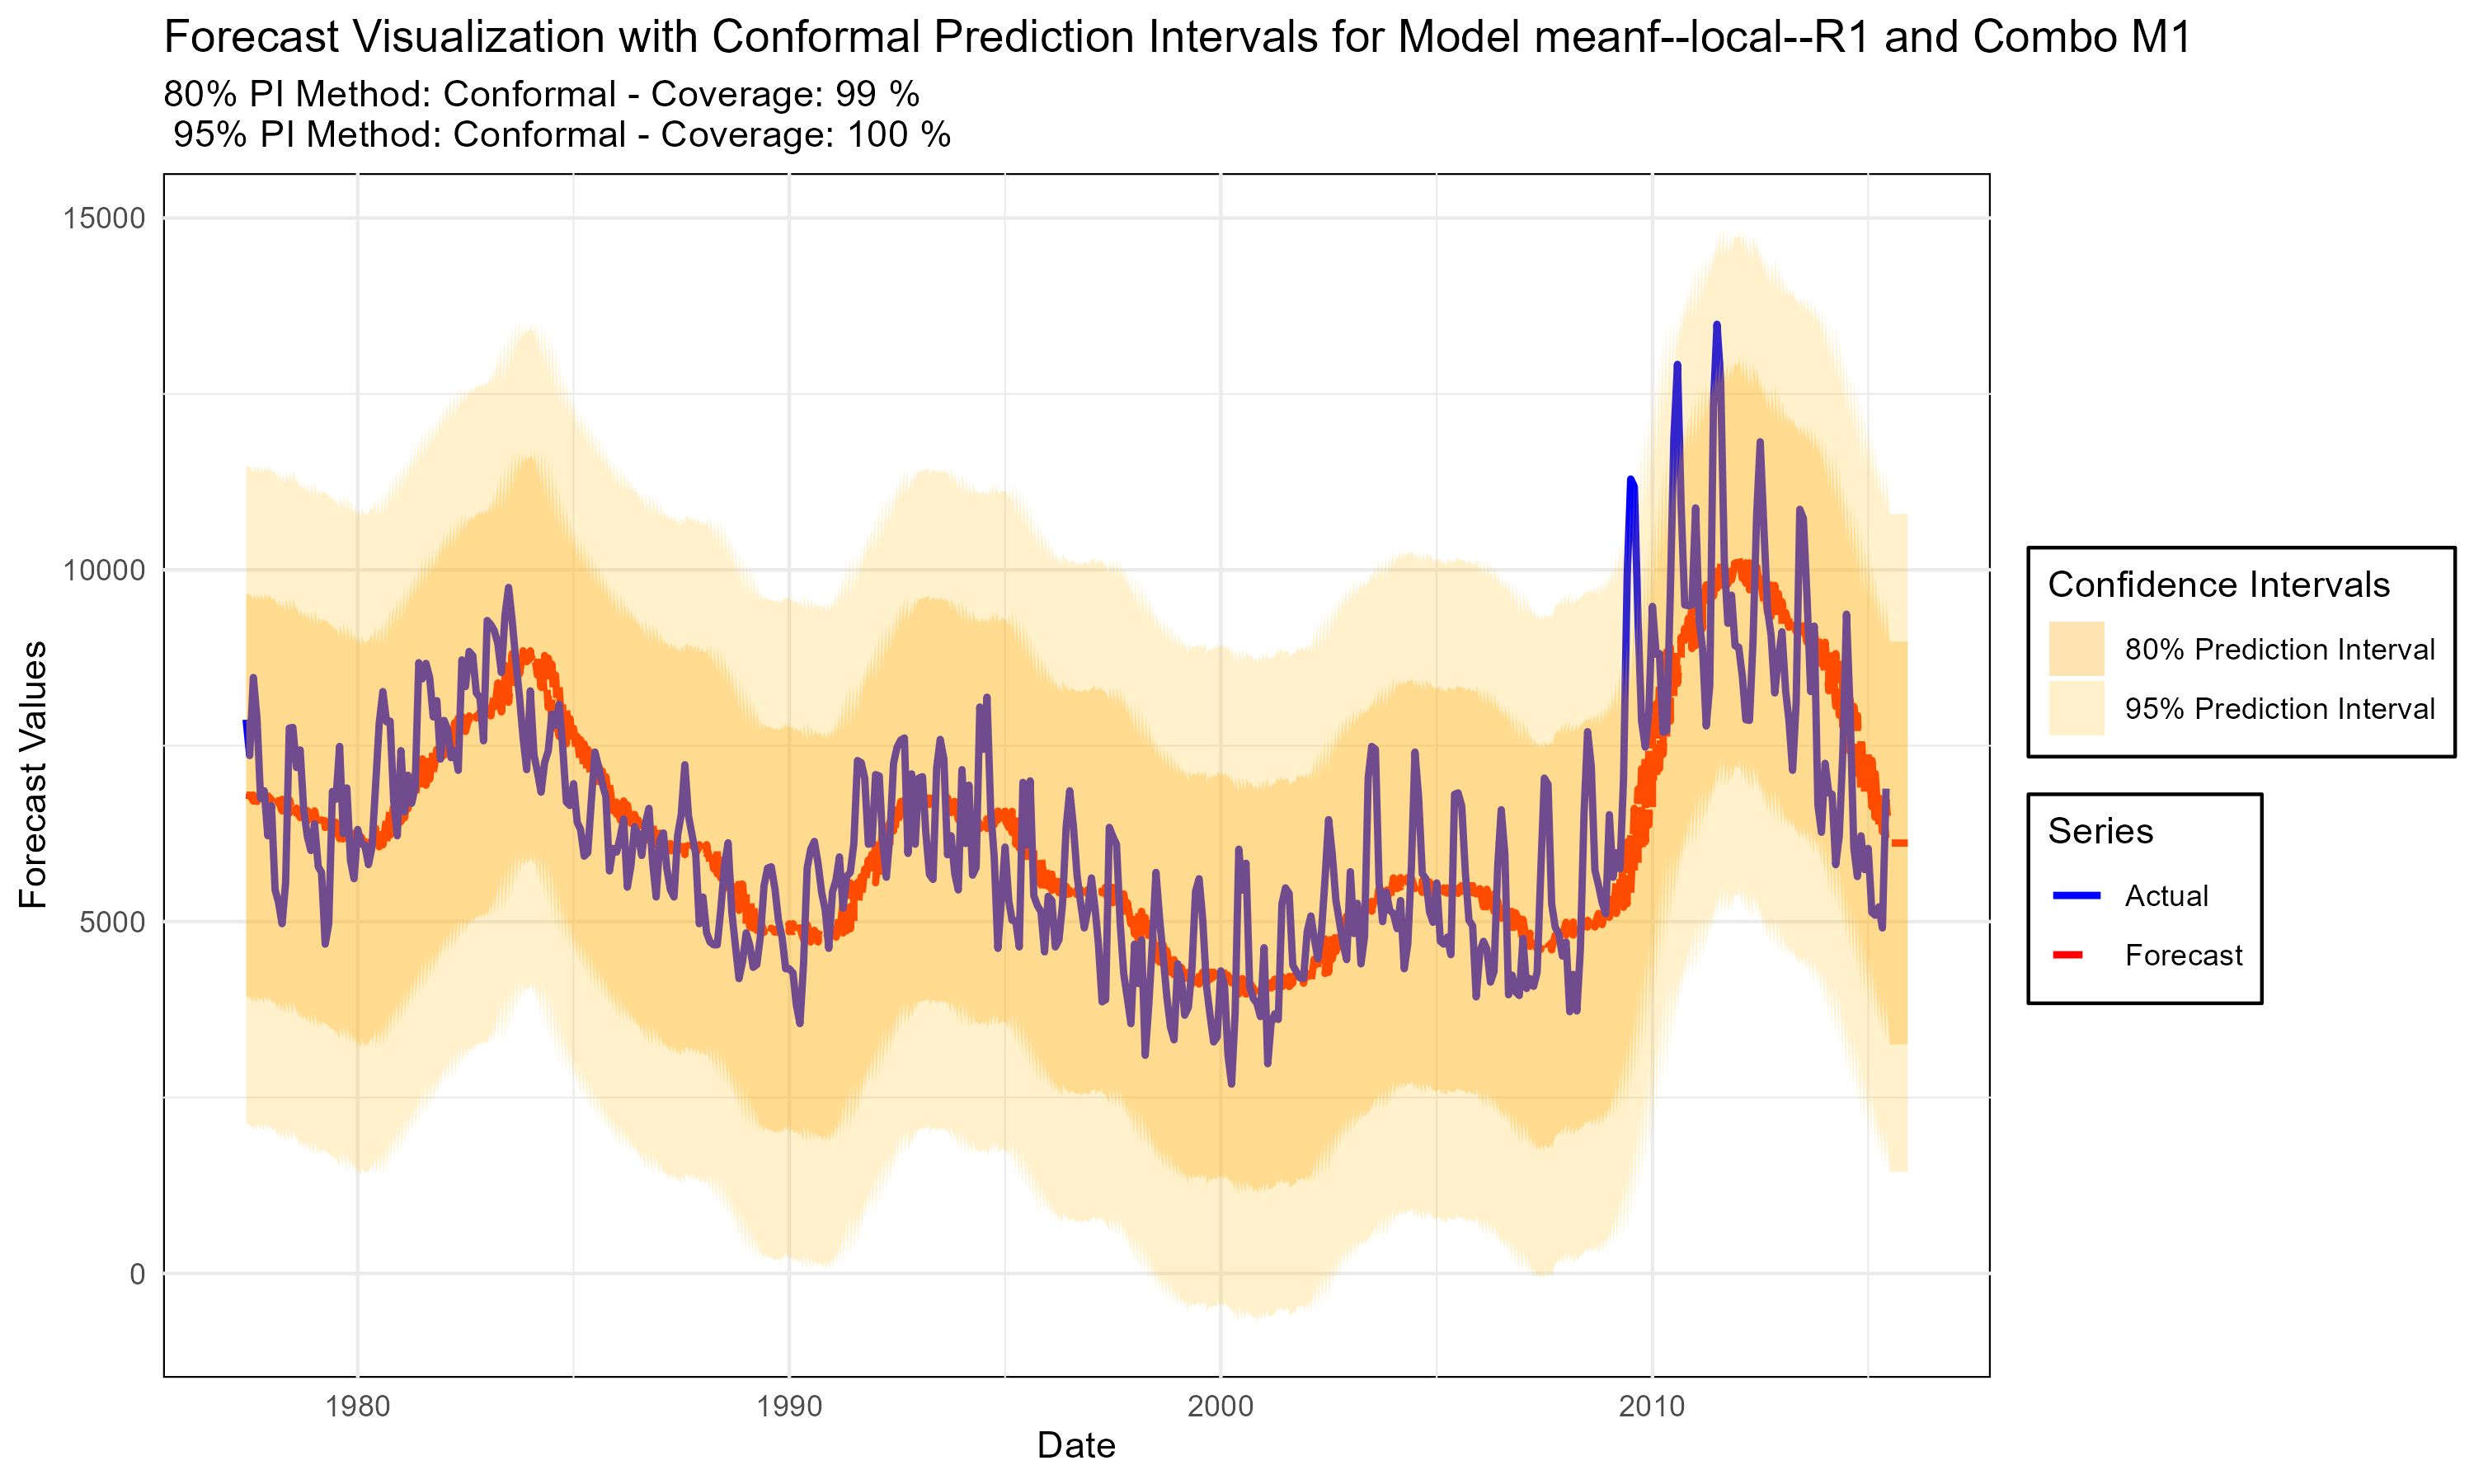 Forecast Visualization with Conformal Prediction Intervals for Model meanf--local--R1 and Combo M1
80% PI Method: Conformal - Coverage: 99 %
95% PI Method: Conformal - Coverage: 100 %
15000
10000
5000
0
Forecast Values
1980
1990
2000
2010
Date
Confidence Intervals
80% Prediction Interval
95% Prediction Interval
Series
Actual
Forecast